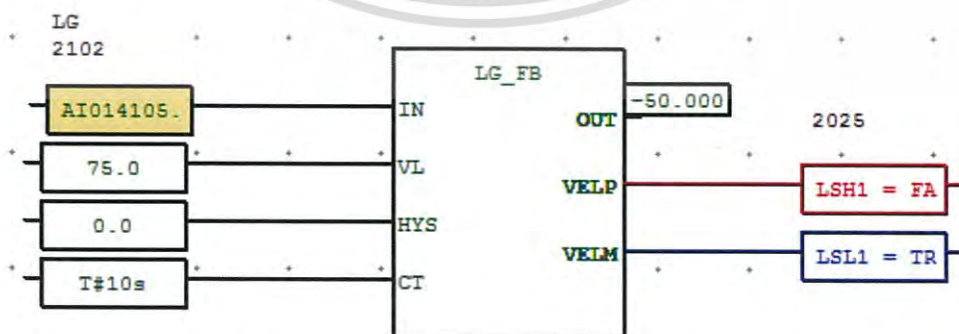 LG
2102
LG_FB
AI014105.
IN
-50.000
OUT
2025
75.0
VL
VELP
LSH1 = FA
0.0
HYS
VELM
LSL1 = TR
T#10s
CT